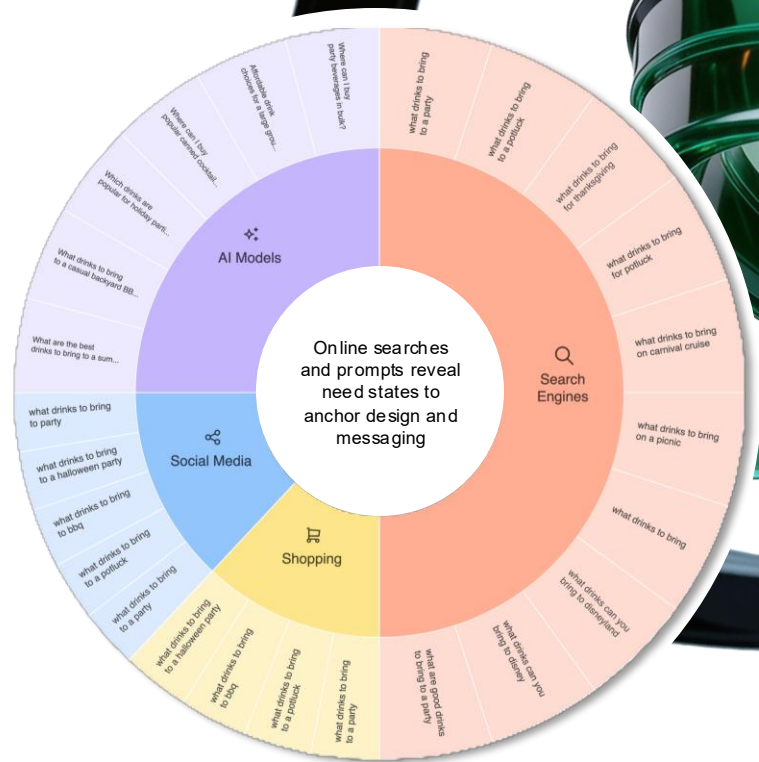 Online searches
and prompts reveal
need states to
anchor design and
messaging
Search
Engines
what drinks to bring
to a party
what drinks to bring
to a potluck
what drinks to bring
for thanksgiving
what drinks to bring
for potluck
what drinks to bring
on carnival cruise
what drinks to bring
on a picnic
what drinks to bring
what drinks can you
bring to disneyland
what drinks can you
bring to disney
what are good drinks
to bring to a party
Shopping
what drinks to bring
to a party
what drinks to bring
to a potluck
what drinks to bring
to bbq
what drinks to bring
to a halloween party
Social Media
what drinks to bring
to a party
what drinks to bring
to a potluck
what drinks to bring
to bbq
what drinks to bring
to a halloween party
what drinks to bring
to party
AI Models
What are the best
drinks to bring to a sum...
What drinks to bring
to a casual backyard BB...
Which drinks are
popular for holiday parti...
Where can I buy
popular canned cocktail...
Affordable drink
choices for a large grou...
Where can I buy
party beverages in bulk?